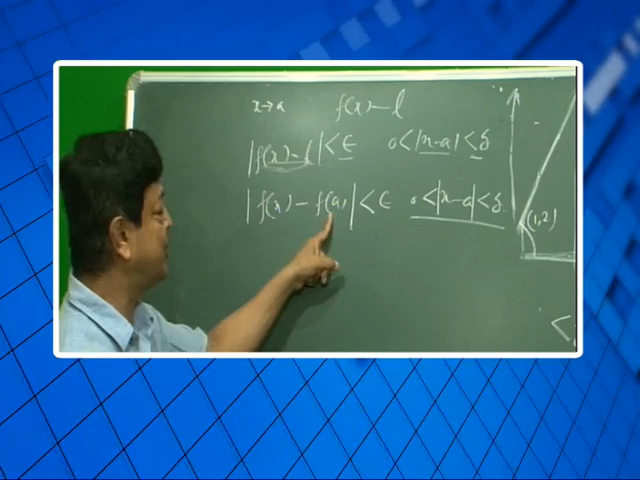 x→a f(x)−l
|f(x)−l|<∈ 0<|x−a|<δ
|f(x)−f(a)|<∈ 0<|x−a|<δ
(1,2)